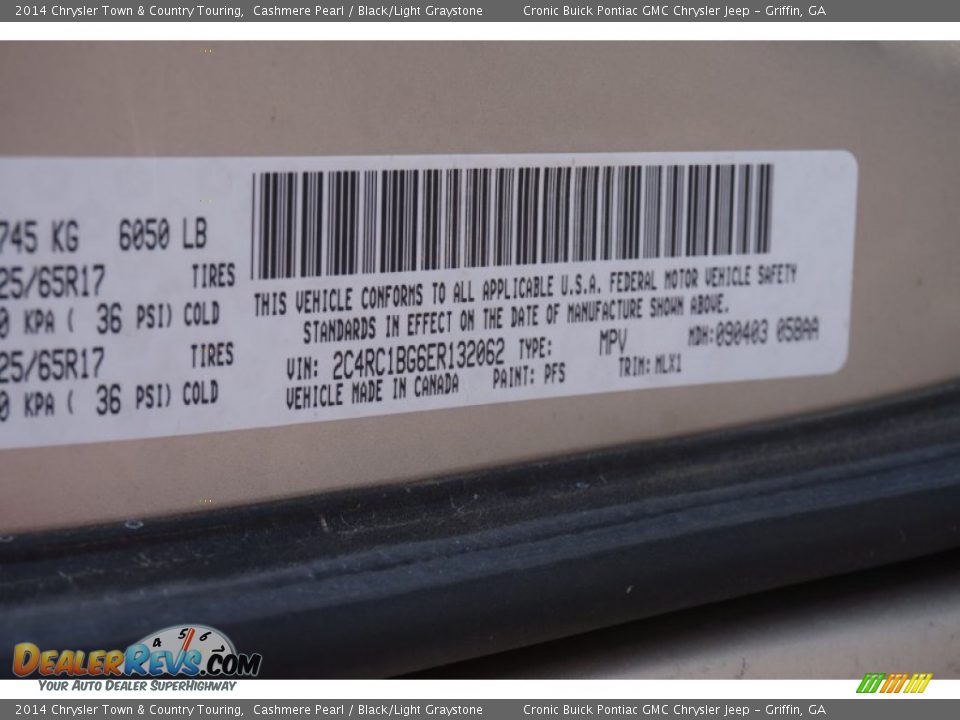 2014 Chrysler Town & Country Touring,   Cashmere Pearl / Black/Light Graystone          Cronic Buick Pontiac GMC Chrysler Jeep - Griffin, GA
745 KG   6050 LB
25/65R17   TIRES
0 KPA ( 36 PSI) COLD
25/65R17   TIRES
0 KPA ( 36 PSI) COLD
THIS VEHICLE CONFORMS TO ALL APPLICABLE U.S.A. FEDERAL MOTOR VEHICLE SAFETY
STANDARDS IN EFFECT ON THE DATE OF MANUFACTURE SHOWN ABOVE.
VIN: 2C4RC1BG6ER132062 TYPE: MPV MDH:090403 05BAA
VEHICLE MADE IN CANADA PAINT: PFS TRIM: MLX1
4 5 6
DEALERREVS.COM
YOUR AUTO DEALER SUPERHIGHWAY
2014 Chrysler Town & Country Touring,   Cashmere Pearl / Black/Light Graystone          Cronic Buick Pontiac GMC Chrysler Jeep - Griffin, GA